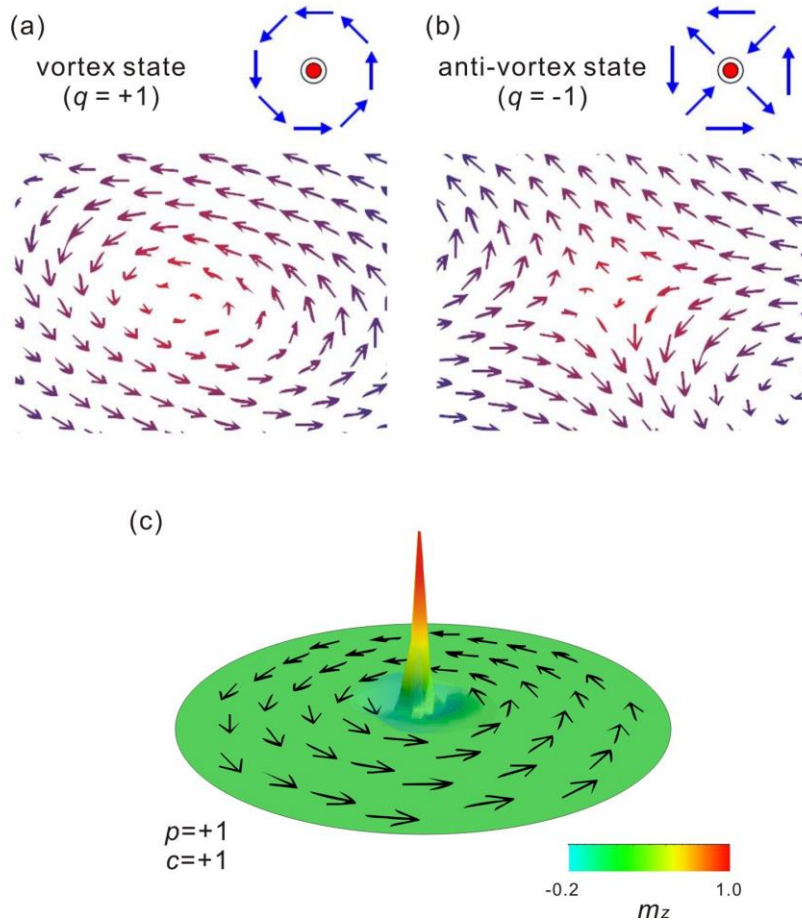 (a)
vortex state
(q = +1)
(b)
anti-vortex state
(q = -1)
(c)
p=+1
c=+1
-0.2
1.0
mz